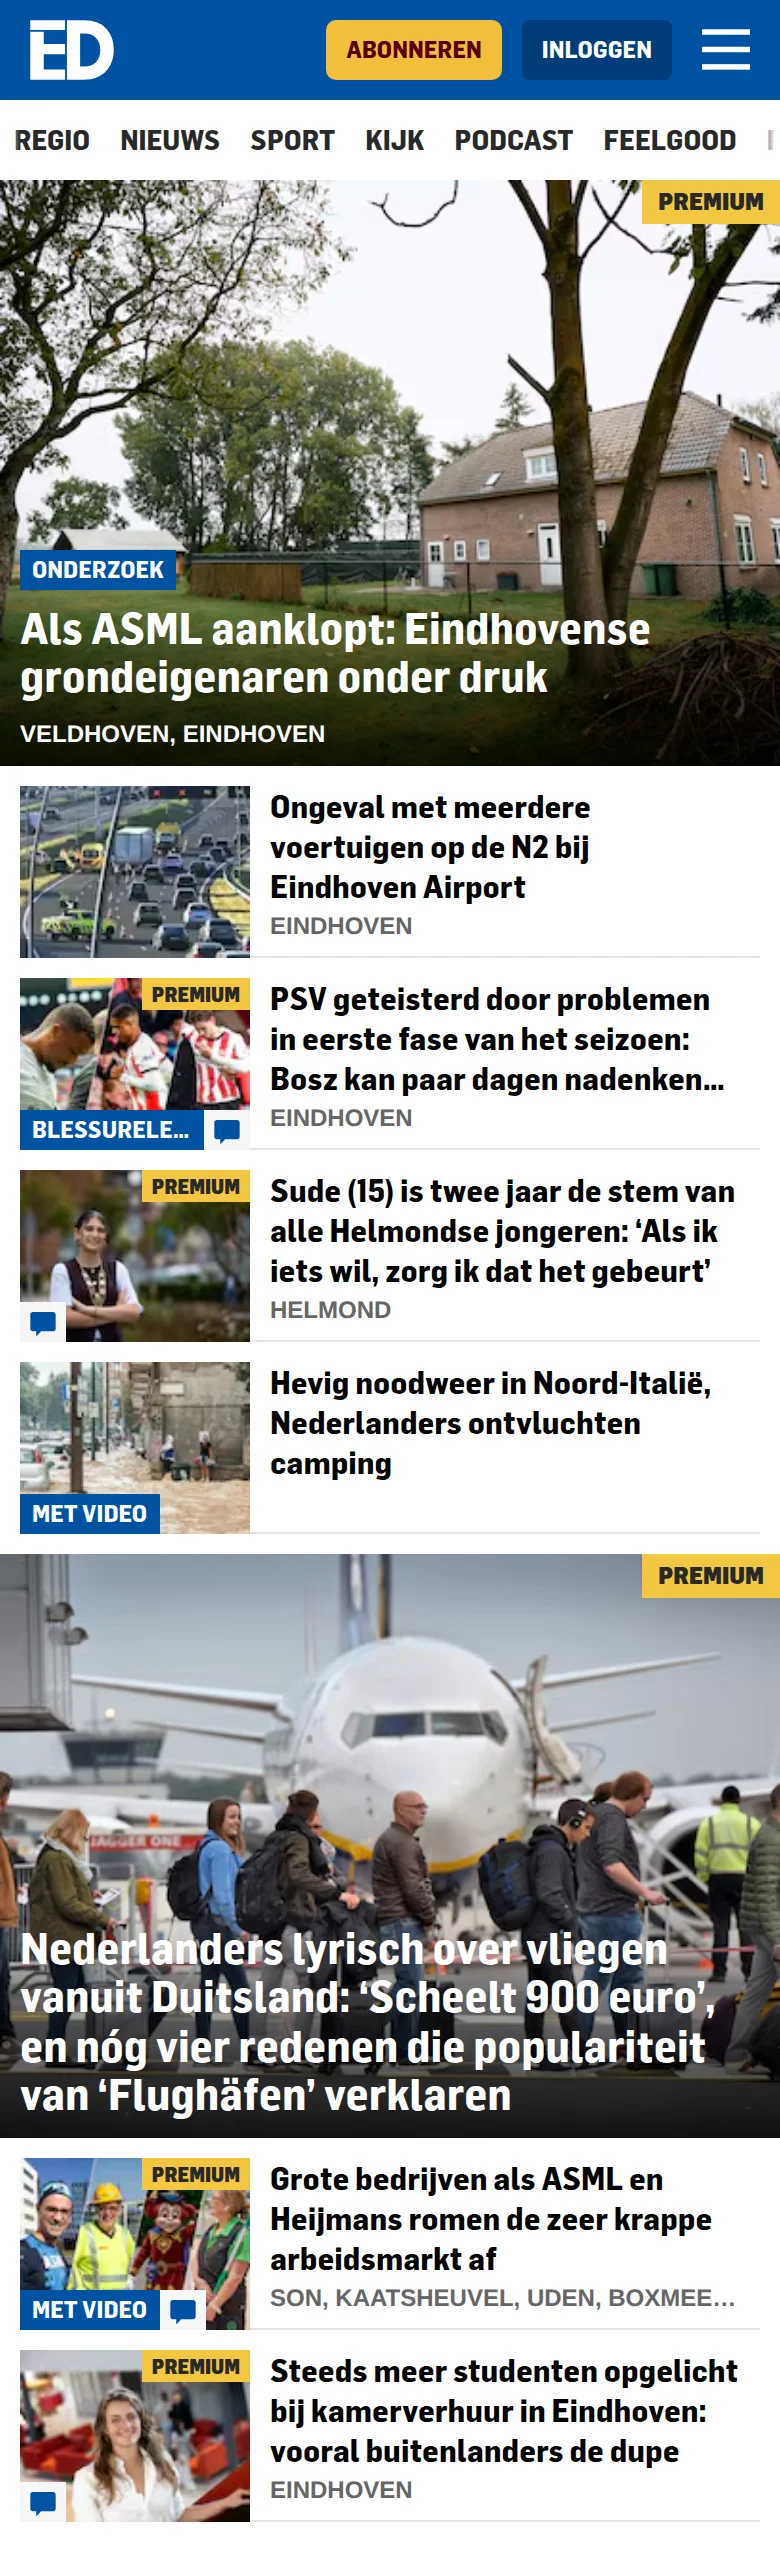 ED
ABONNEREN
INLOGGEN
REGIO NIEUWS SPORT KIJK PODCAST FEELGOOD
PREMIUM
ONDERZOEK
Als ASML aanklopt: Eindhovense
grondeigenaren onder druk
VELDHOVEN, EINDHOVEN
Ongeval met meerdere
voertuigen op de N2 bij
Eindhoven Airport
EINDHOVEN
PREMIUM
BLESSURELE...
PSV geteisterd door problemen
in eerste fase van het seizoen:
Bosz kan paar dagen nadenken...
EINDHOVEN
PREMIUM
Sude (15) is twee jaar de stem van
alle Helmondse jongeren: ‘Als ik
iets wil, zorg ik dat het gebeurt’
HELMOND
MET VIDEO
Hevig noodweer in Noord-Italië,
Nederlanders ontvluchten
camping
PREMIUM
JAGGER ONE
Nederlanders lyrisch over vliegen
vanuit Duitsland: ‘Scheelt 900 euro’,
en nóg vier redenen die populariteit
van ‘Flughäfen’ verklaren
PREMIUM
MET VIDEO
Grote bedrijven als ASML en
Heijmans romen de zeer krappe
arbeidsmarkt af
SON, KAATSHEUVEL, UDEN, BOXMEE...
PREMIUM
Steeds meer studenten opgelicht
bij kamerverhuur in Eindhoven:
vooral buitenlanders de dupe
EINDHOVEN